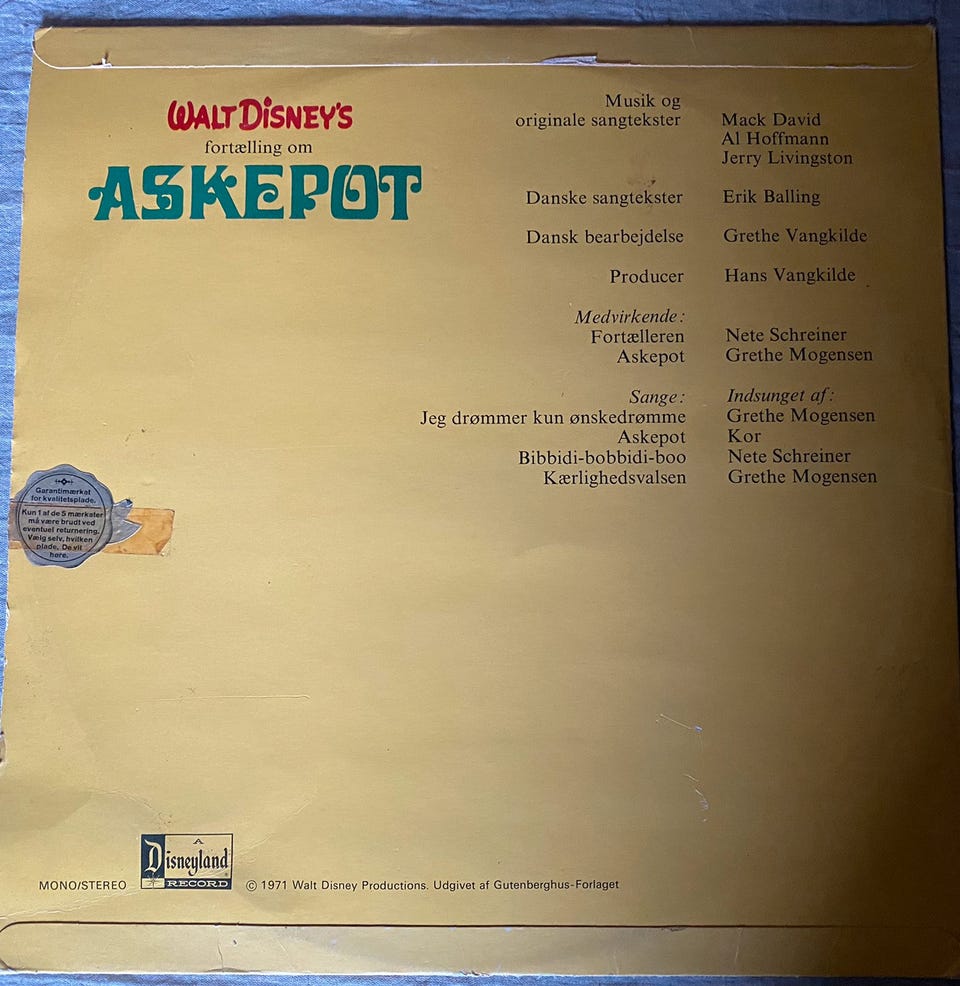 WALT DISNEY'S
fortælling om
ASKEPOT
Musik og
originale sangtekster Mack David
Al Hoffmann
Jerry Livingston
Danske sangtekster Erik Balling
Dansk bearbejdelse Grethe Vangkilde
Producer Hans Vangkilde
Medvirkende:
Fortælleren Nete Schreiner
Askepot Grethe Mogensen
Sange: Indsunget af:
Jeg drømmer kun ønskedrømme Grethe Mogensen
Askepot Kor
Bibbidi-bobbidi-boo Nete Schreiner
Kærlighedsvalsen Grethe Mogensen
Garantimærket
for kvalitetsplade.
Kun 1 af de 5 mærkater
må være brudt ved
eventuel returnering.
Vælg selv, hvilken
plade, De vil
høre.
A
Disneyland
RECORD
MONO/STEREO © 1971 Walt Disney Productions. Udgivet af Gutenberghus-Forlaget